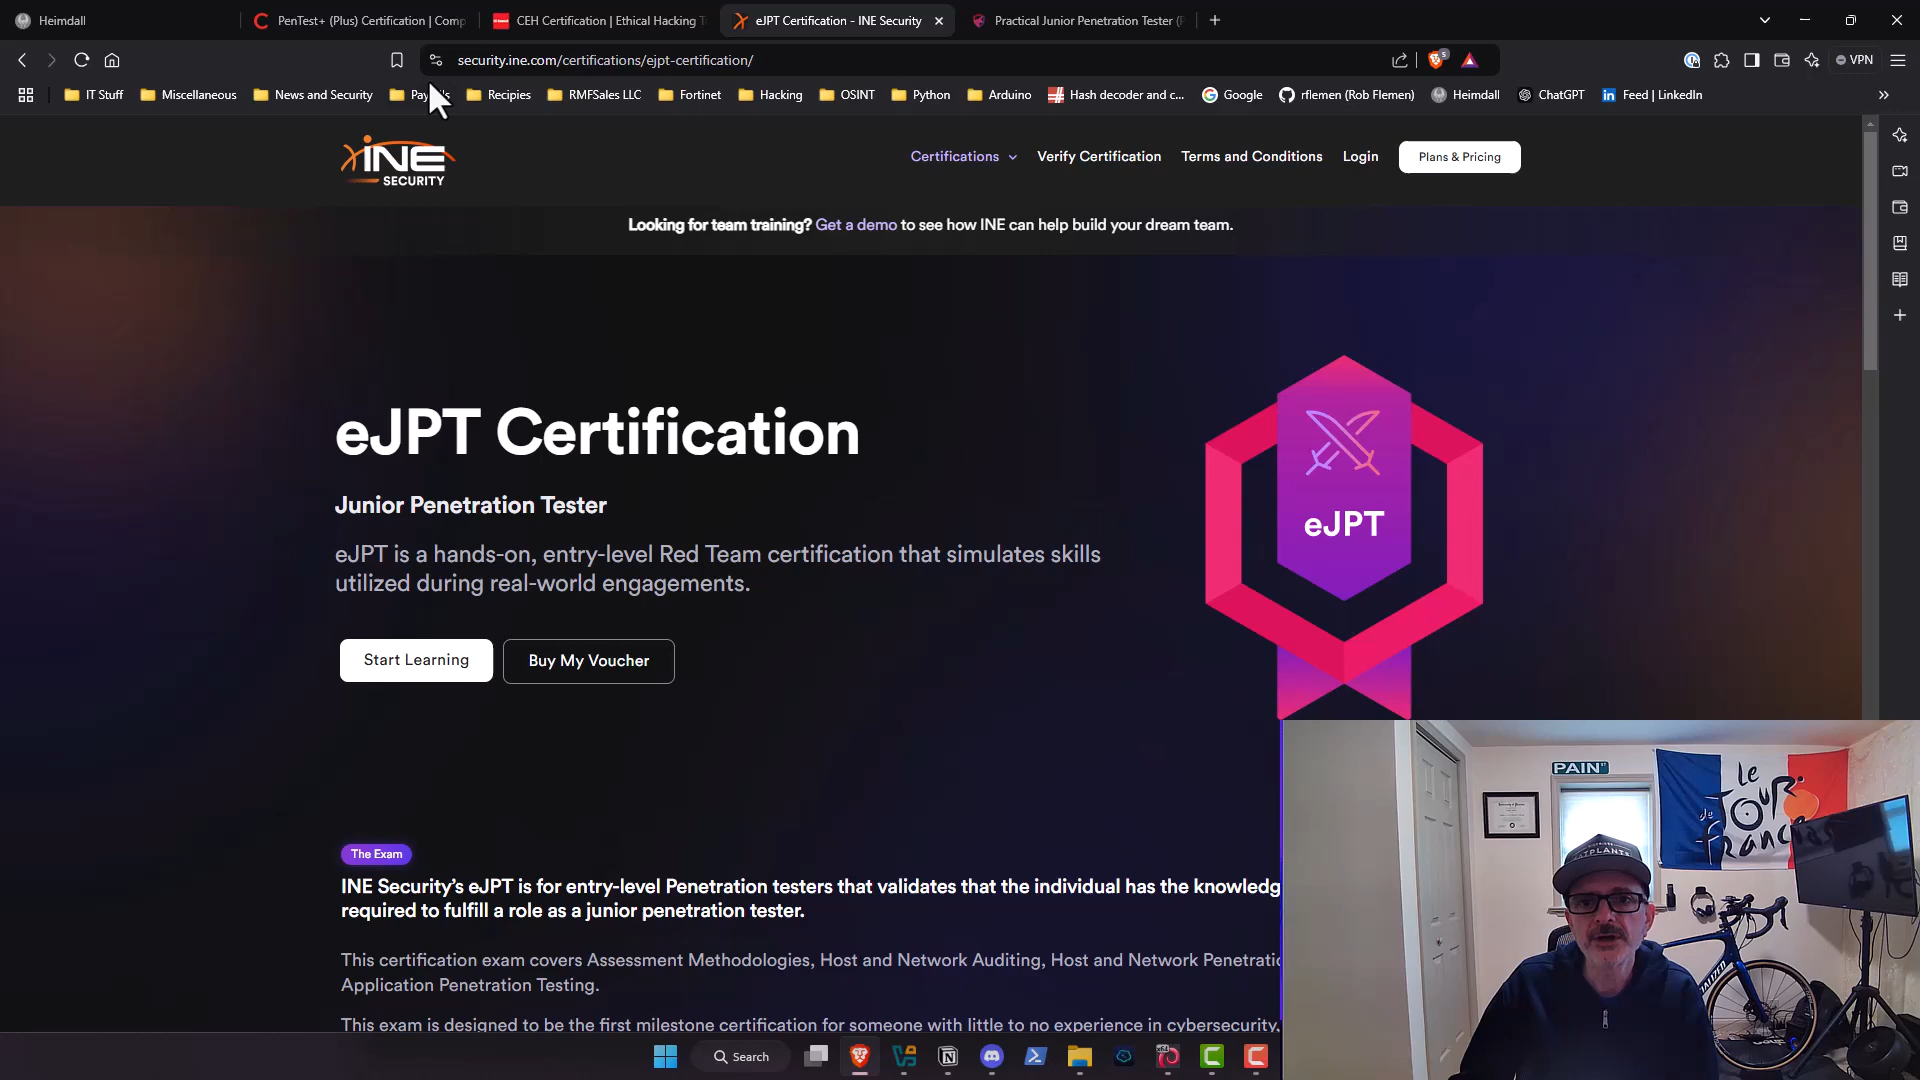 Heimdall
PenTest+ (Plus) Certification | Comp
CEH Certification | Ethical Hacking T
eJPT Certification - INE Security
Practical Junior Penetration Tester (P
security.ine.com/certifications/ejpt-certification/
5
VPN
IT Stuff
Miscellaneous
News and Security
Recipies
RMFSales LLC
Fortinet
Hacking
OSINT
Python
Arduino
Hash decoder and c...
Google
rflemen (Rob Flemen)
Heimdall
ChatGPT
Feed | LinkedIn
INE
SECURITY
Certifications
Verify Certification
Terms and Conditions
Login
Plans & Pricing
Looking for team training? Get a demo to see how INE can help build your dream team.
eJPT Certification
Junior Penetration Tester
eJPT is a hands-on, entry-level Red Team certification that simulates skills
utilized during real-world engagements.
Start Learning
Buy My Voucher
eJPT
The Exam
INE Security's eJPT is for entry-level Penetration testers that validates that the individual has the knowledg
required to fulfill a role as a junior penetration tester.
This certification exam covers Assessment Methodologies, Host and Network Auditing, Host and Network Penetratio
Application Penetration Testing.
This exam is designed to be the first milestone certification for someone with little to no experience in cybersecurity,
PAIN
Le
Tour
de
France
Search